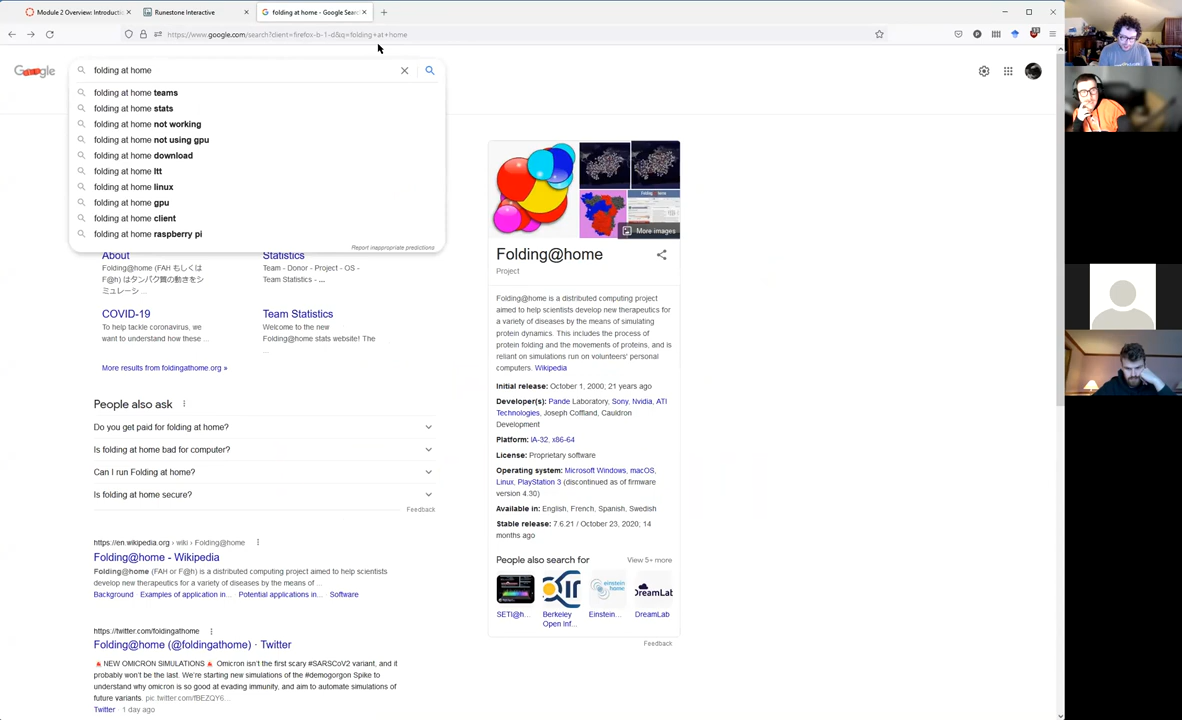 Module 2 Overview: Introducti
Runestone Interactive
folding at home - Google Sear
https://www.google.com/search?client=firefox-b-1-d&q=folding+at+home
Google
folding at home
folding at home teams
folding at home stats
folding at home not working
folding at home not using gpu
folding at home download
folding at home ltt
folding at home linux
folding at home gpu
folding at home client
folding at home raspberry pi
Report inappropriate predictions
About
Folding@home (FAH もしくは
F@h) はタンパク質の動きをシ
ミュレーシ ...
Statistics
Team - Donor - Project - OS -
Team Statistics - ...
COVID-19
To help tackle coronavirus, we
want to understand how these ...
Team Statistics
Welcome to the new
Folding@home stats website! The
...
More results from foldingathome.org »
People also ask
Do you get paid for folding at home?
Is folding at home bad for computer?
Can I run Folding at home?
Is folding at home secure?
Feedback
https://en.wikipedia.org › wiki › Folding@home
Folding@home - Wikipedia
Folding@home (FAH or F@h) is a distributed computing project aimed to help scientists
develop new therapeutics for a variety of diseases by the means of ...
Background Examples of application in... Potential applications in... Software
https://twitter.com/foldingathome
Folding@home (@foldingathome) · Twitter
NEW OMICRON SIMULATIONS Omicron isn't the first scary #SARSCoV2 variant, and it
probably won't be the last. We're starting new simulations of the #demogorgon Spike to
understand why omicron is so good at evading immunity, and aim to automate simulations of
future variants. pic.twitter.com/fBEZQY6...
Twitter · 1 day ago
More images
Folding@home
Project
Folding@home is a distributed computing project
aimed to help scientists develop new therapeutics for
a variety of diseases by the means of simulating
protein dynamics. This includes the process of
protein folding and the movements of proteins, and is
reliant on simulations run on volunteers' personal
computers. Wikipedia
Initial release: October 1, 2000; 21 years ago
Developer(s): Pande Laboratory, Sony, Nvidia, ATI
Technologies, Joseph Coffland, Cauldron
Development
Platform: IA-32, x86-64
License: Proprietary software
Operating system: Microsoft Windows, macOS,
Linux, PlayStation 3 (discontinued as of firmware
version 4.30)
Available in: English, French, Spanish, Swedish
Stable release: 7.6.21 / October 23, 2020; 14
months ago
People also search for
View 5+ more
SETI@h...
Berkeley
Open Inf...
Einstein...
DreamLab
DreamLab
Feedback